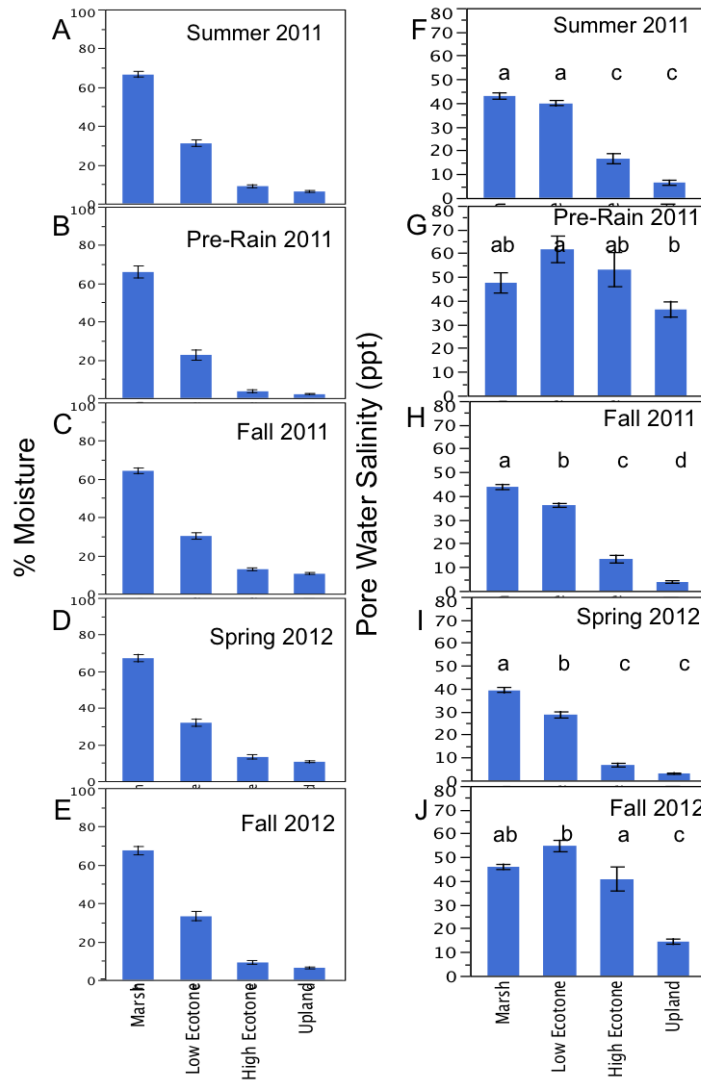 A
Summer 2011
100
80
60
40
20
B
Pre-Rain 2011
100
80
60
40
20
0
C
Fall 2011
100
80
60
40
20
0
D
Spring 2012
100
80
60
40
20
0
E
Fall 2012
100
80
60
40
20
0
Marsh
Low Ecotone
High Ecotone
Upland
% Moisture
Pore Water Salinity (ppt)
F
Summer 2011
a a c c
80
70
60
50
40
30
20
10
0
G
Pre-Rain 2011
ab a ab b
80
70
60
50
40
30
20
10
0
H
Fall 2011
a b c d
80
70
60
50
40
30
20
10
0
I
Spring 2012
a b c c
80
70
60
50
40
30
20
10
0
J
Fall 2012
ab b a c
80
70
60
50
40
30
20
10
0
Marsh
Low Ecotone
High Ecotone
Upland